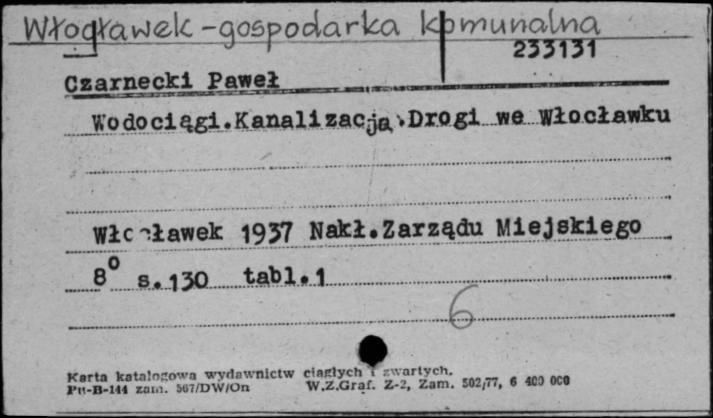 Włocławek - gospodarka komunalna
233131
Czarnecki Paweł
Wodociągi.Kanalizacja.Drogi we Włocławku
Włocławek 1937 Nakł.Zarządu Miejskiego
8° s.130 tabl.1
6
Karta katalogowa wydawnictw ciągłych i zwartych.
Pu-B-144 zam. 567/DW/On W.Z.Graf. Z-2, Zam. 502/77, 6 400 000